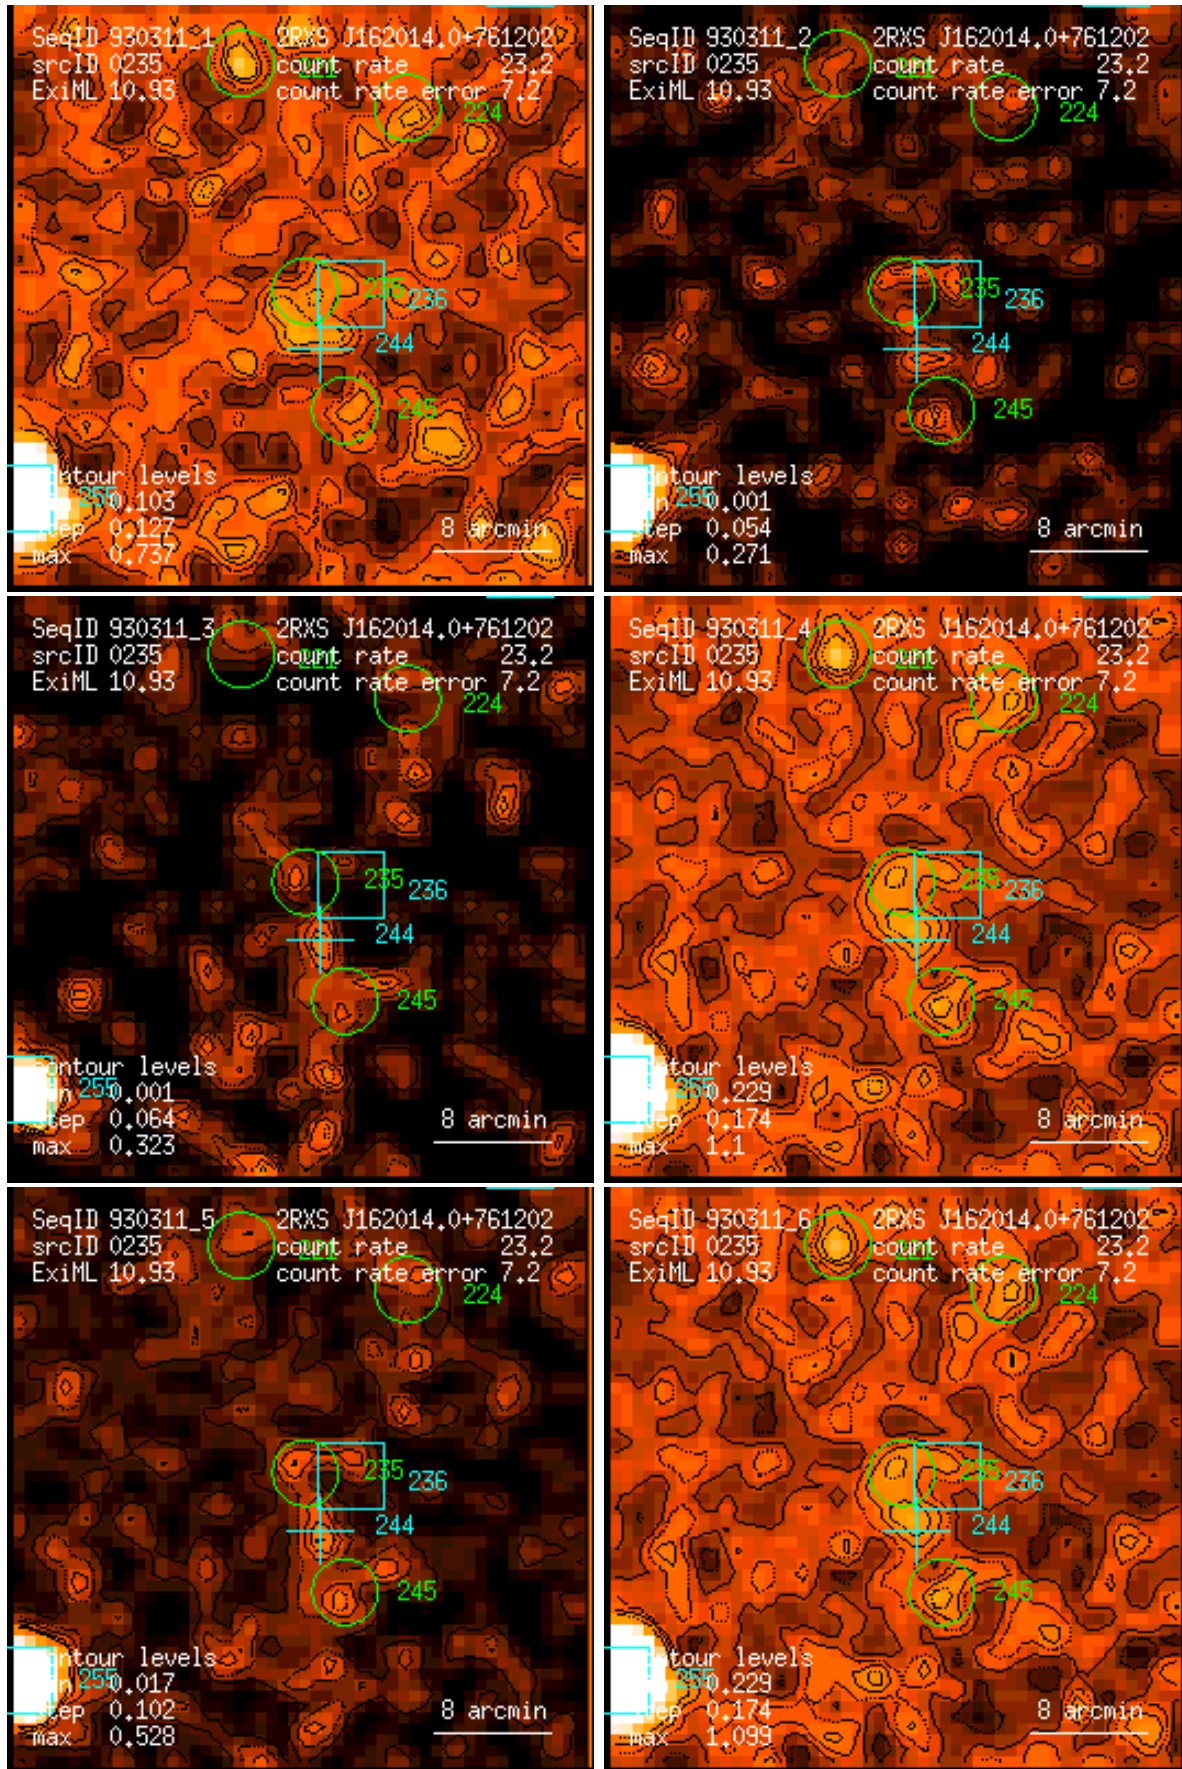 SeqID 930311_1 2RXS J162014.0+761202
srcID 0235 count rate 23.2
ExiML 10.93 count rate error 7.2
224
235
236
244
245
contour levels
255 0.103
step 0.127
8 arcmin
max 0.737
SeqID 930311_2 2RXS J162014.0+761202
srcID 0235 count rate 23.2
ExiML 10.93 count rate error 7.2
224
235
236
244
245
contour levels
255 0.001
step 0.054
8 arcmin
max 0.271
SeqID 930311_3 2RXS J162014.0+761202
srcID 0235 count rate 23.2
ExiML 10.93 count rate error 7.2
224
235
236
244
245
contour levels
255 0.001
step 0.064
8 arcmin
max 0.323
SeqID 930311_4 2RXS J162014.0+761202
srcID 0235 count rate 23.2
ExiML 10.93 count rate error 7.2
224
235
236
244
245
contour levels
255 0.229
step 0.174
8 arcmin
max 1.1
SeqID 930311_5 2RXS J162014.0+761202
srcID 0235 count rate 23.2
ExiML 10.93 count rate error 7.2
224
235
236
244
245
contour levels
255 0.017
step 0.102
8 arcmin
max 0.528
SeqID 930311_6 2RXS J162014.0+761202
srcID 0235 count rate 23.2
ExiML 10.93 count rate error 7.2
224
235
236
244
245
contour levels
255 0.229
step 0.174
8 arcmin
max 1.099